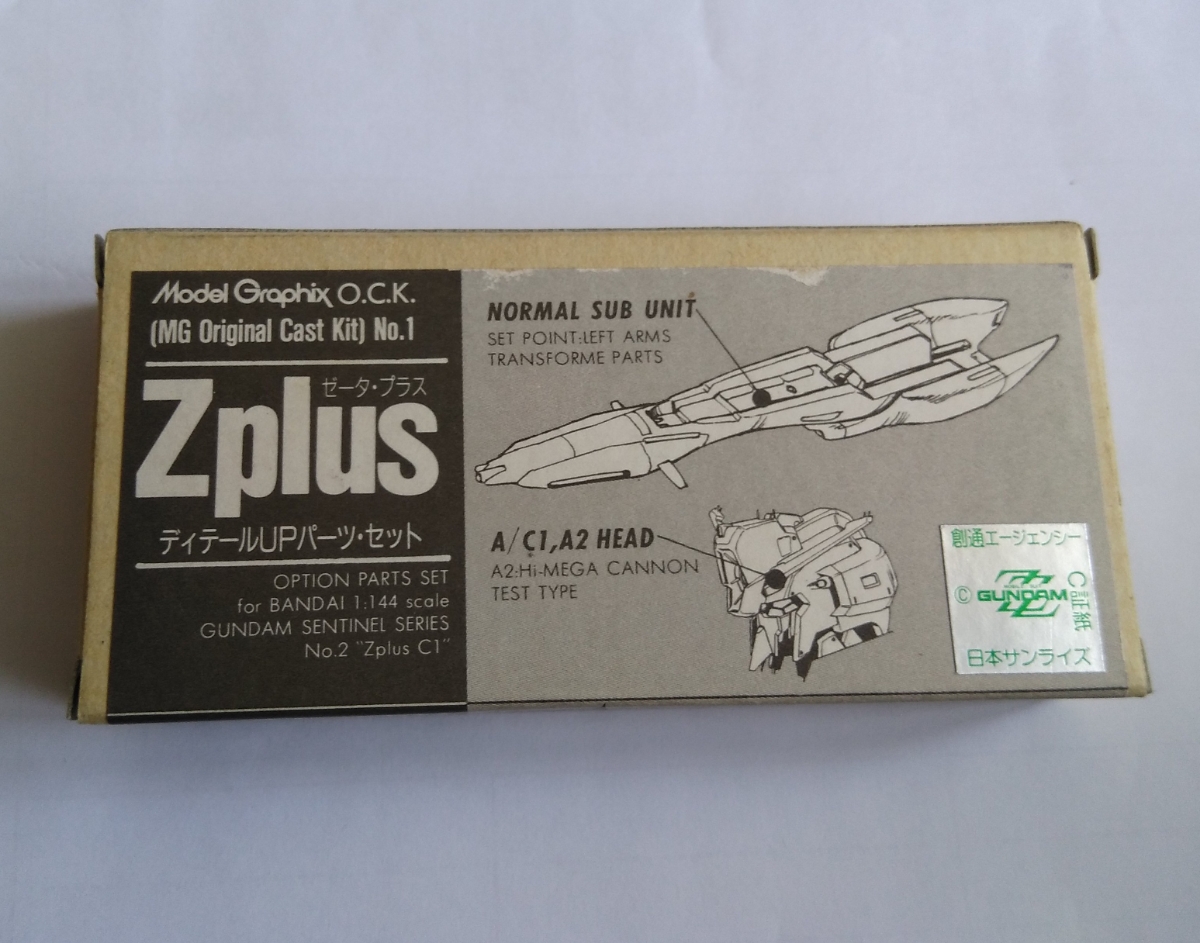 Model Graphix O.C.K.
(MG Original Cast Kit) No.1
ゼータ・プラス
Zplus
ディテールUPパーツ・セット
OPTION PARTS SET
for BANDAI 1:144 scale
GUNDAM SENTINEL SERIES
No.2 "Zplus C1"
NORMAL SUB UNIT
SET POINT:LEFT ARMS
TRANSFORME PARTS
A/C1,A2 HEAD
A2:Hi-MEGA CANNON
TEST TYPE
創通エージェンシー
© GUNDAM ZZ
C証紙
日本サンライズ